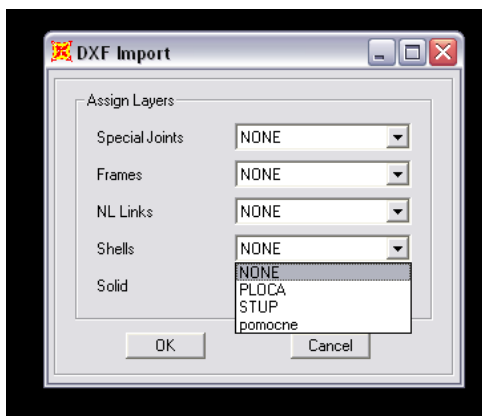 DXF Import
Assign Layers
Special Joints NONE
Frames NONE
NL Links NONE
Shells NONE
NONE
Solid
PLOCA
STUP
pomocne
OK Cancel